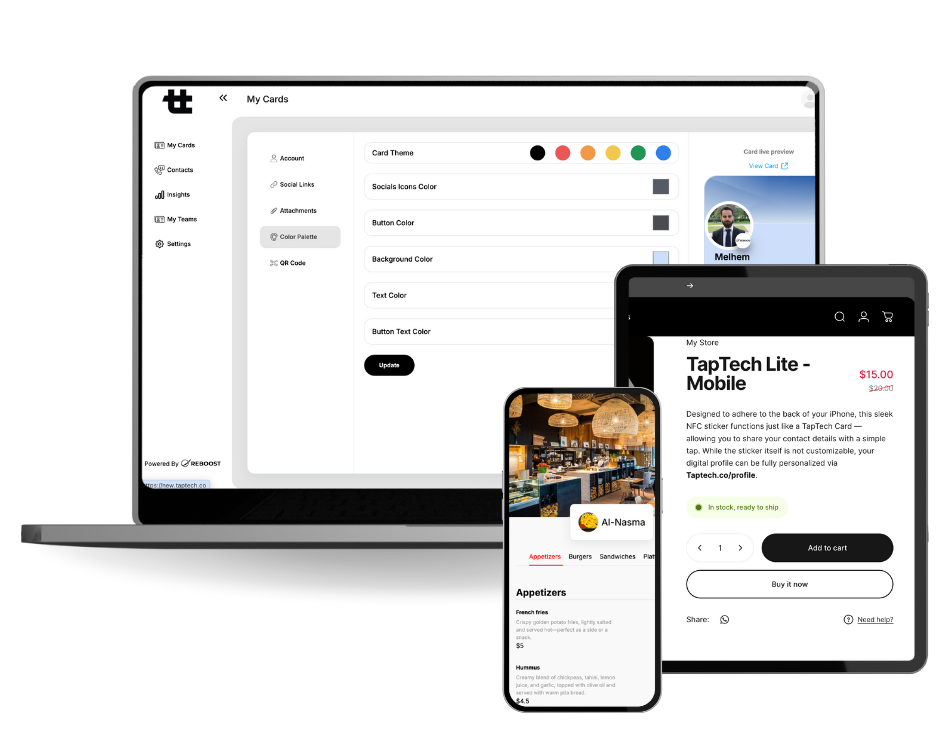 My Cards
My Cards
Contacts
Insights
My Teams
Settings
Powered By REBOOST
https://new.taptech.co
Account
Social Links
Attachments
Color Palette
QR Code
Card Theme
Socials Icons Color
Button Color
Background Color
Text Color
Button Text Color
Update
Card live preview
View Card
Melhem
My Store
TapTech Lite -
Mobile
$15.00
$20.00
Designed to adhere to the back of your iPhone, this sleek
NFC sticker functions just like a TapTech Card —
allowing you to share your contact details with a simple
tap. While the sticker itself is not customizable, your
digital profile can be fully personalized via
Taptech.co/profile.
In stock, ready to ship
1
Add to cart
Buy it now
Share:
Need help?
Al-Nasma
Appetizers Burgers Sandwiches Plat
Appetizers
French fries
Crispy golden potato fries, lightly salted
and served hot—perfect as a side or a
snack.
$5
Hummus
Creamy blend of chickpeas, tahini, lemon
juice, and garlic, topped with olive oil and
served with warm pita bread.
$4.5